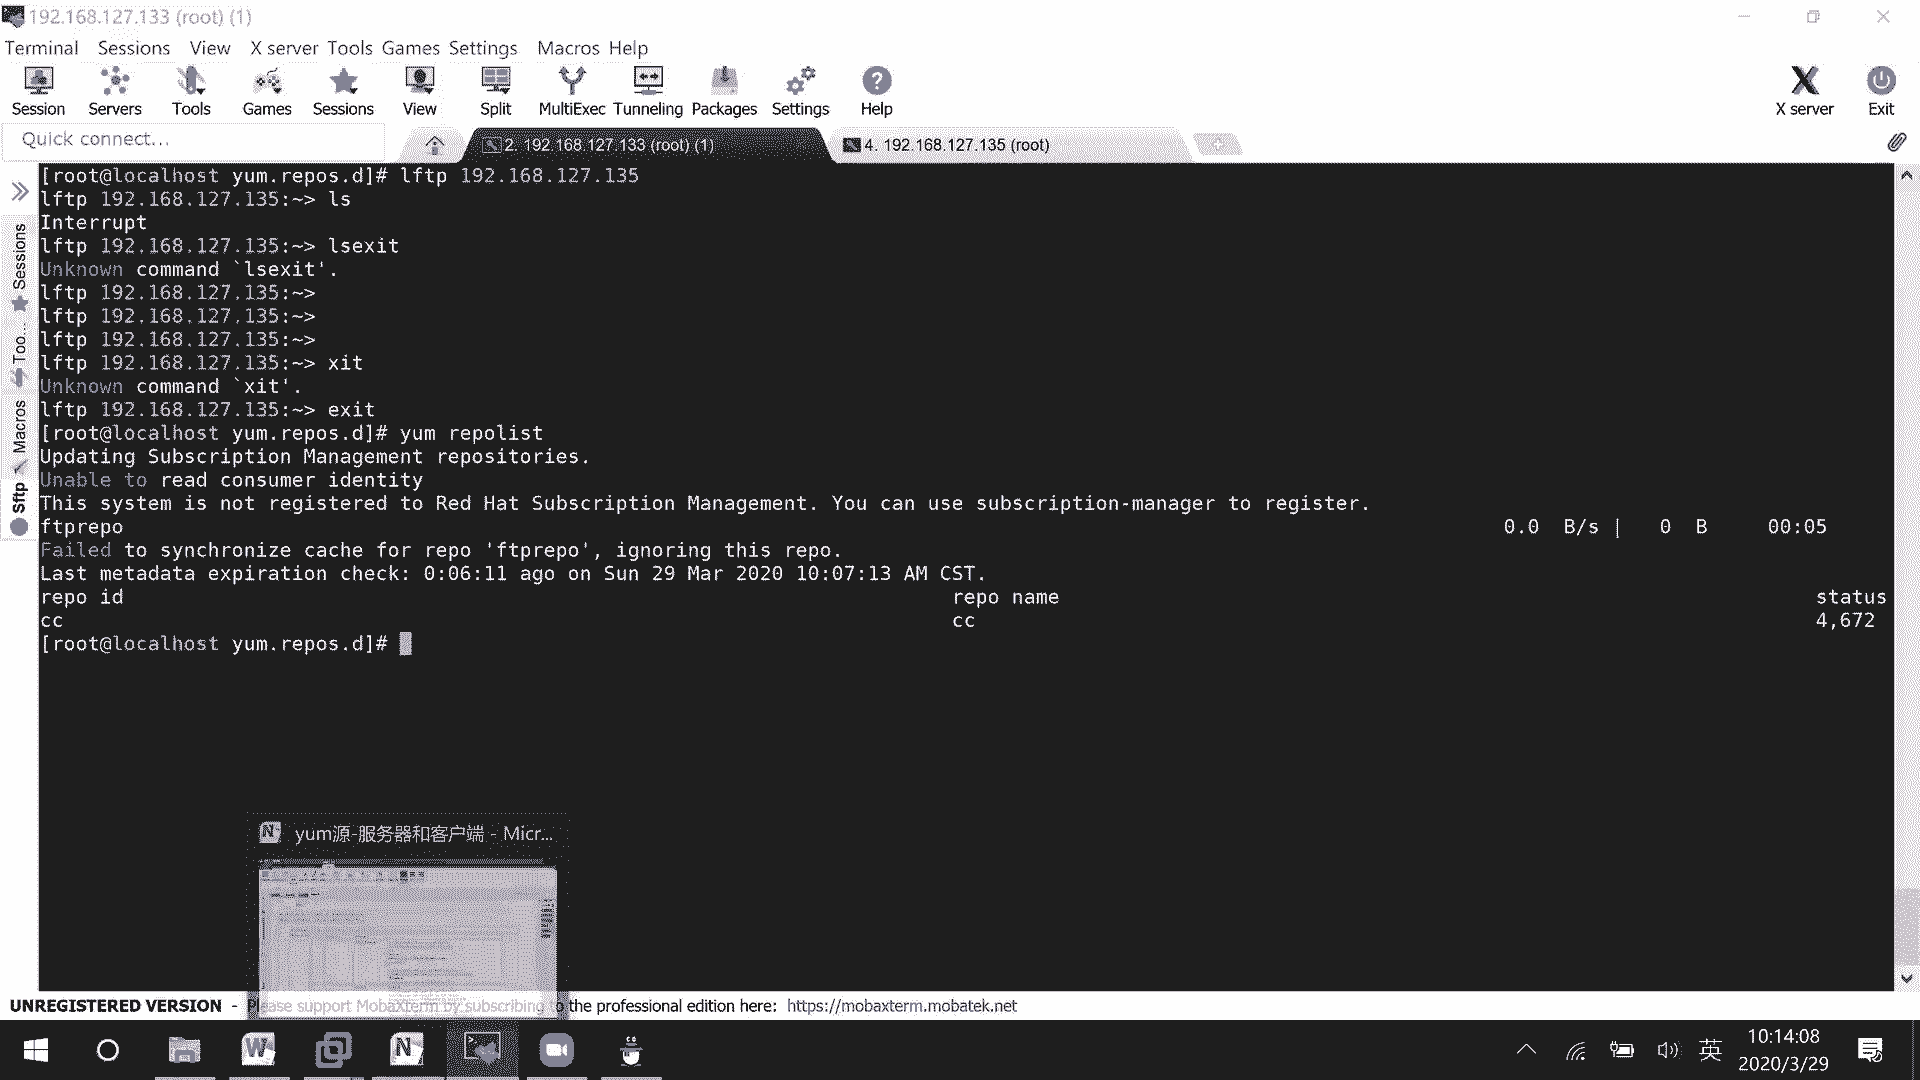 192.168.127.133 (root) (1)
Terminal Sessions View X server Tools Games Settings Macros Help
Session Servers Tools Games Sessions View Split MultiExec Tunneling Packages Settings Help X server Exit
Quick connect...
2. 192.168.127.133 (root) (1)
4. 192.168.127.135 (root)
Sessions
Too...
Macros
Sftp
[root@localhost yum.repos.d]# lftp 192.168.127.135
lftp 192.168.127.135:~> ls
Interrupt
lftp 192.168.127.135:~> lsexit
Unknown command `lsexit'.
lftp 192.168.127.135:~>
lftp 192.168.127.135:~>
lftp 192.168.127.135:~>
lftp 192.168.127.135:~> xit
Unknown command `xit'.
lftp 192.168.127.135:~> exit
[root@localhost yum.repos.d]# yum repolist
Updating Subscription Management repositories.
Unable to read consumer identity
This system is not registered to Red Hat Subscription Management. You can use subscription-manager to register.
ftprepo 0.0 B/s | 0 B 00:05
Failed to synchronize cache for repo 'ftprepo', ignoring this repo.
Last metadata expiration check: 0:06:11 ago on Sun 29 Mar 2020 10:07:13 AM CST.
repo id repo name status
cc cc 4,672
[root@localhost yum.repos.d]#
yum源-服务器和客户端 - Micr...
UNREGISTERED VERSION - Please support MobaXterm by subscribing to the professional edition here: https://mobaxterm.mobatek.net
英
10:14:08
2020/3/29